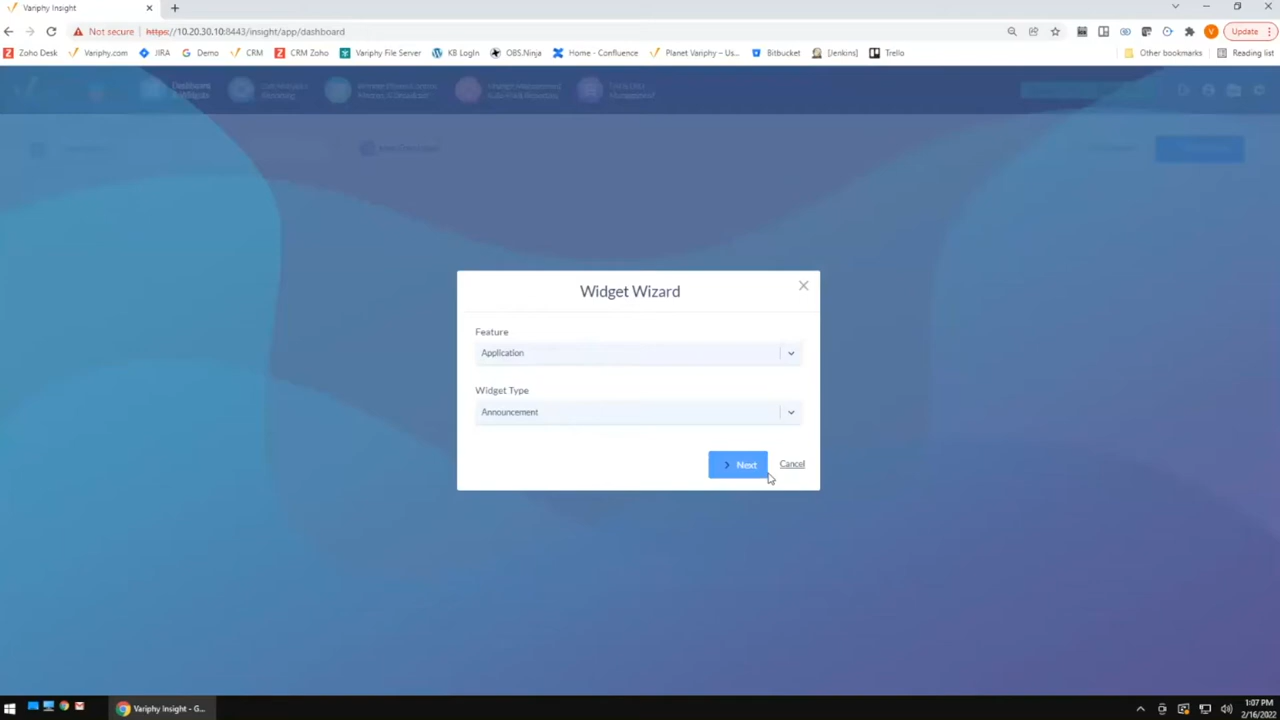 Variphy Insight
Not secure https://10.20.30.10:8443/insight/app/dashboard
Update
Zoho Desk Variphy.com JIRA Demo CRM CRM Zoho Variphy File Server KB LogIn OBS.Ninja Home - Confluence Planet Variphy – Us... Bitbucket [Jenkins] Trello Other bookmarks Reading list
Dashboard
Widget Wizard
Feature
Application
Widget Type
Announcement
Next Cancel
Variphy Insight - G...
1:07 PM
2/16/2022